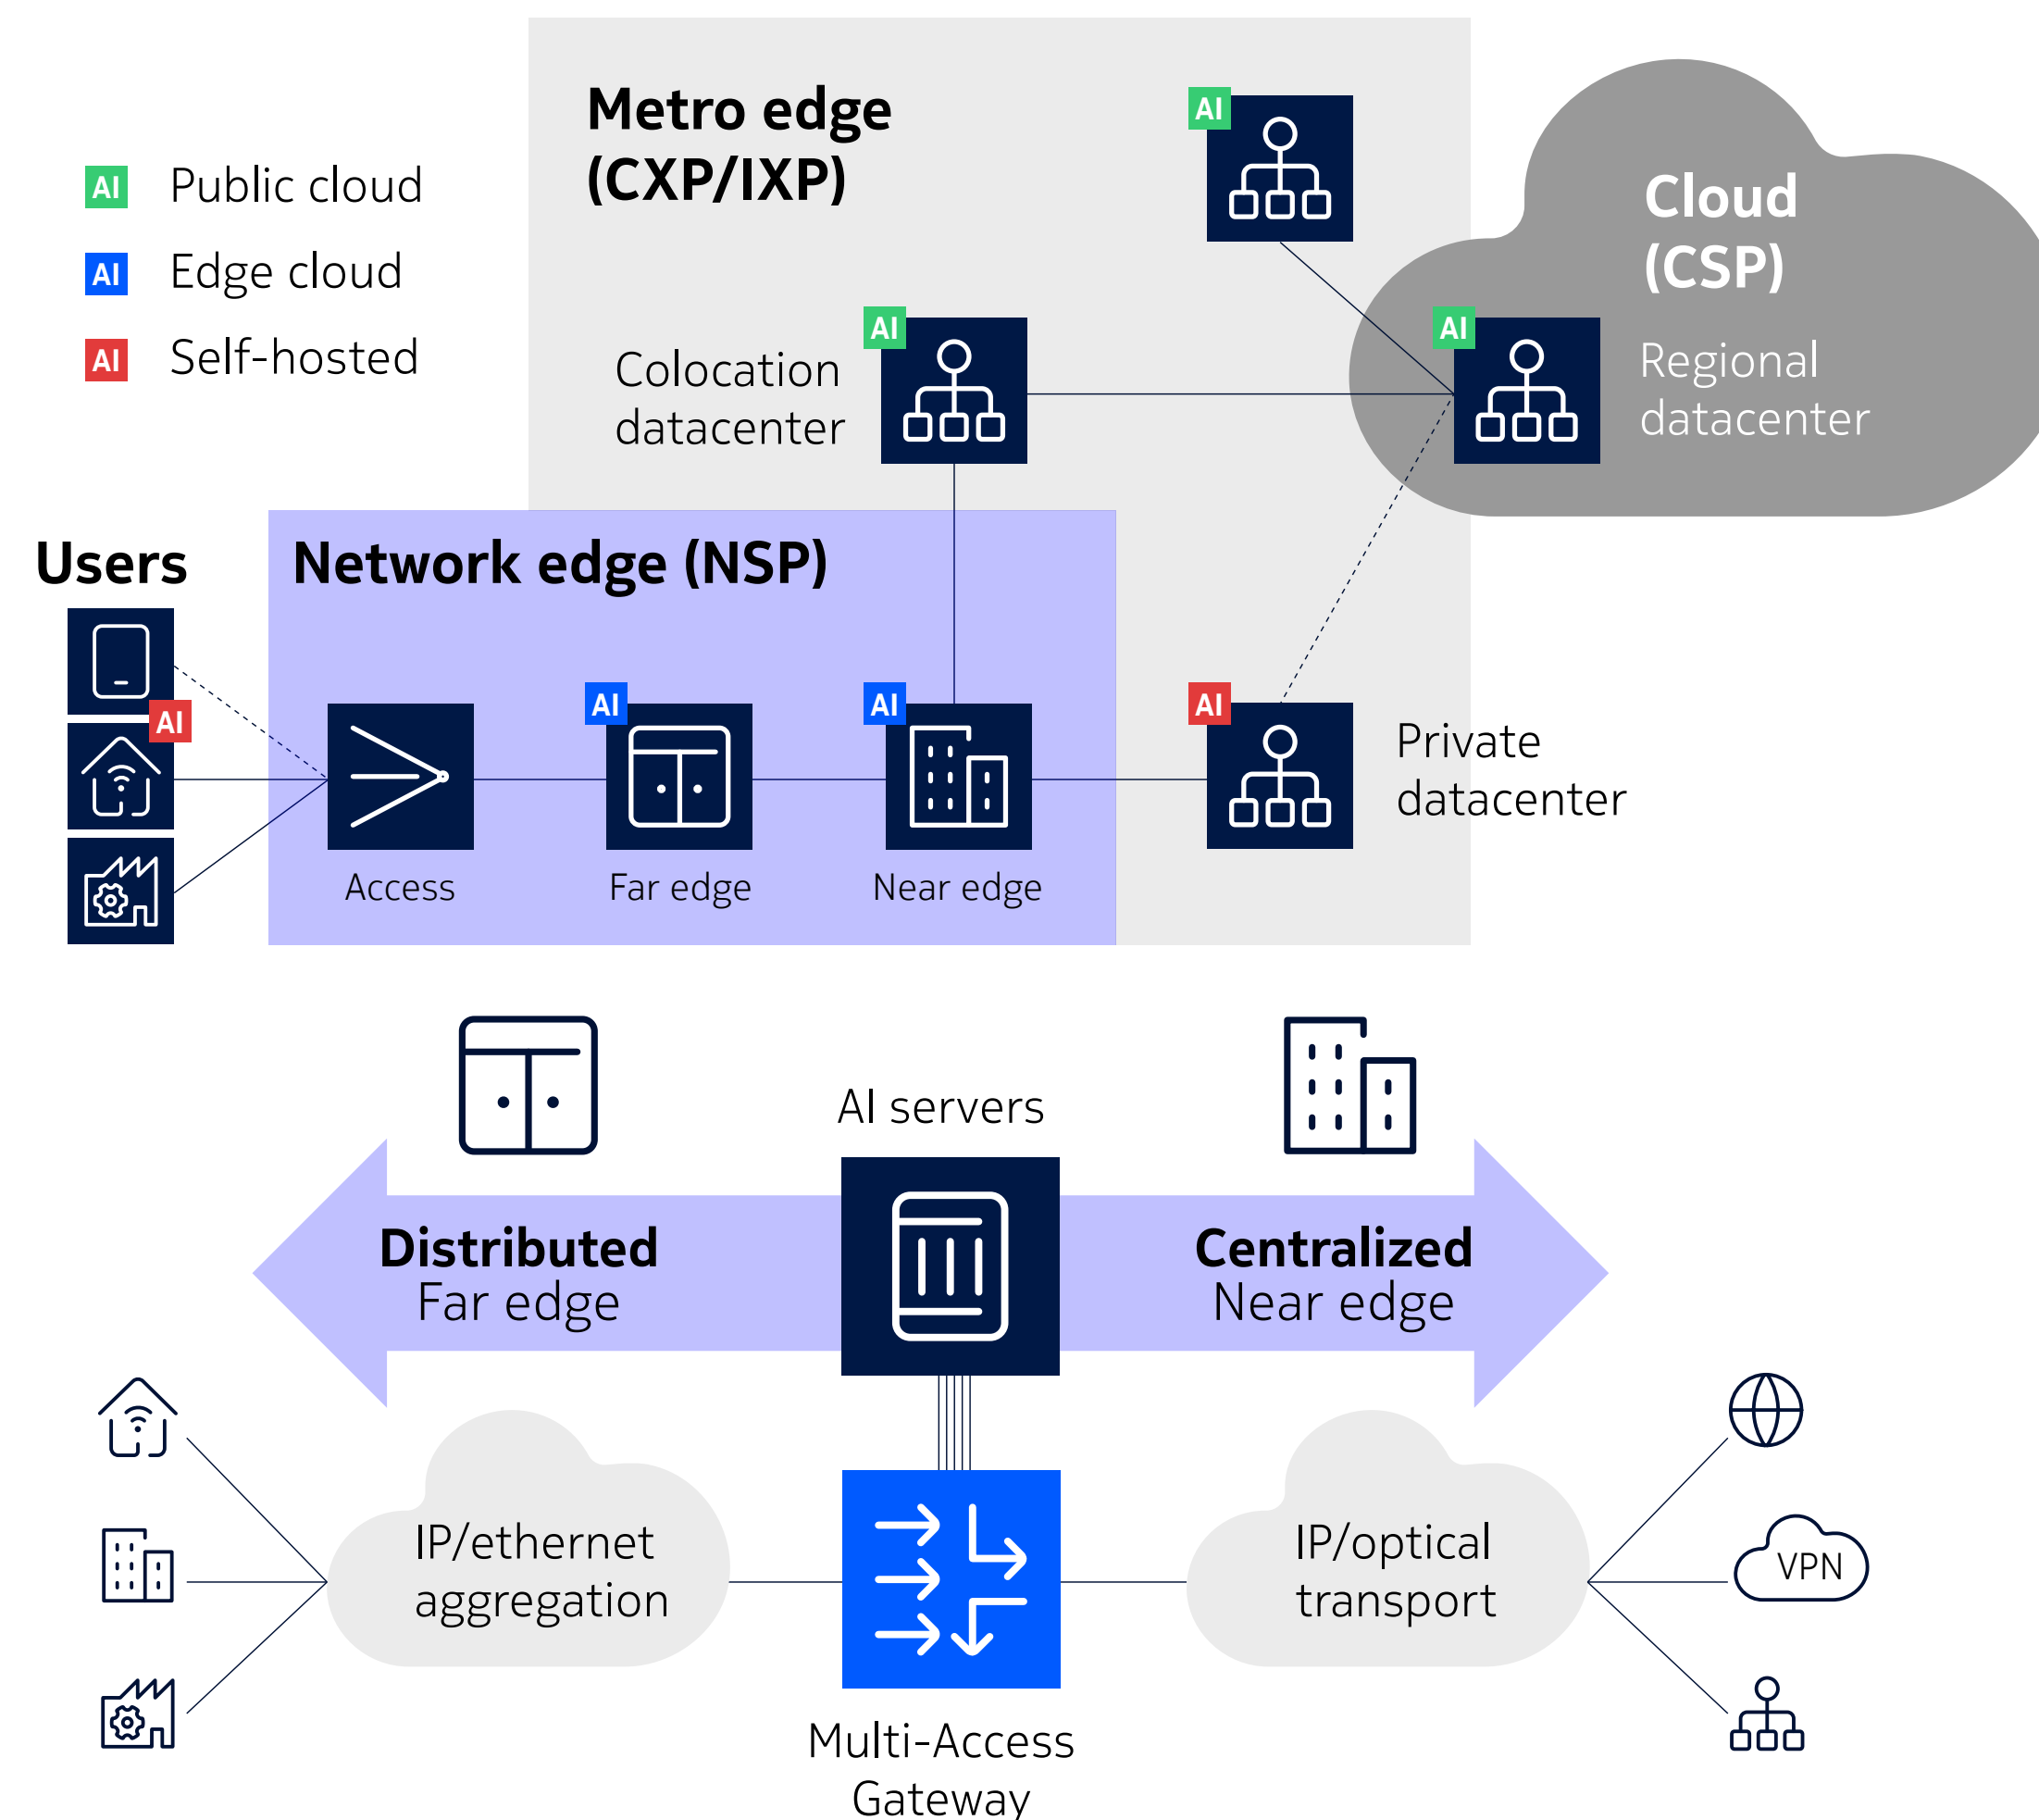 Metro edge
(CXP/IXP)
AI
AI Public cloud
AI Edge cloud
AI Self-hosted
Cloud
(CSP)
AI
AI
Regional
datacenter
Colocation
datacenter
Users
Network edge (NSP)
AI
AI
AI
AI
Private
datacenter
Access
Far edge
Near edge
AI servers
Distributed
Far edge
Centralized
Near edge
IP/ethernet
aggregation
IP/optical
transport
VPN
Multi-Access
Gateway